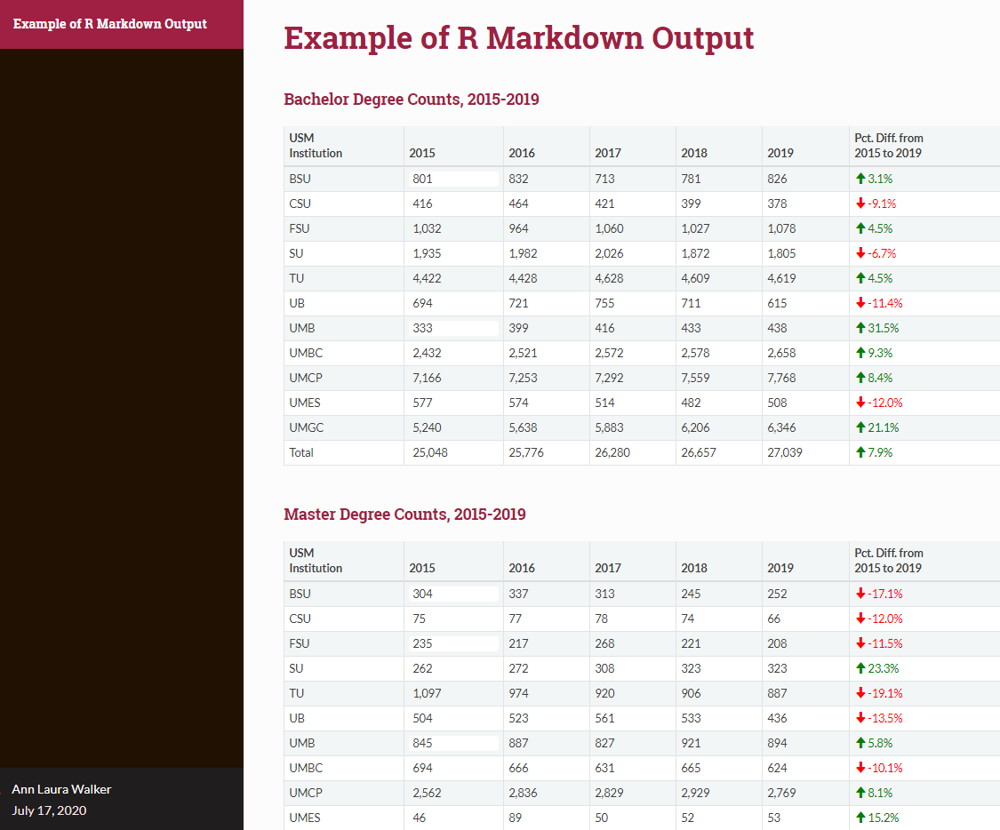 Example of R Markdown Output
Example of R Markdown Output
Bachelor Degree Counts, 2015-2019
USM Institution 2015 2016 2017 2018 2019 Pct. Diff. from 2015 to 2019
BSU 801 832 713 781 826 3.1%
CSU 416 464 421 399 378 -9.1%
FSU 1,032 964 1,060 1,027 1,078 4.5%
SU 1,935 1,982 2,026 1,872 1,805 -6.7%
TU 4,422 4,428 4,628 4,609 4,619 4.5%
UB 694 721 755 711 615 -11.4%
UMB 333 399 416 433 438 31.5%
UMBC 2,432 2,521 2,572 2,578 2,658 9.3%
UMCP 7,166 7,253 7,292 7,559 7,768 8.4%
UMES 577 574 514 482 508 -12.0%
UMGC 5,240 5,638 5,883 6,206 6,346 21.1%
Total 25,048 25,776 26,280 26,657 27,039 7.9%
Master Degree Counts, 2015-2019
USM Institution 2015 2016 2017 2018 2019 Pct. Diff. from 2015 to 2019
BSU 304 337 313 245 252 -17.1%
CSU 75 77 78 74 66 -12.0%
FSU 235 217 268 221 208 -11.5%
SU 262 272 308 323 323 23.3%
TU 1,097 974 920 906 887 -19.1%
UB 504 523 561 533 436 -13.5%
UMB 845 887 827 921 894 5.8%
UMBC 694 666 631 665 624 -10.1%
UMCP 2,562 2,836 2,829 2,929 2,769 8.1%
UMES 46 89 50 52 53 15.2%
Ann Laura Walker
July 17, 2020